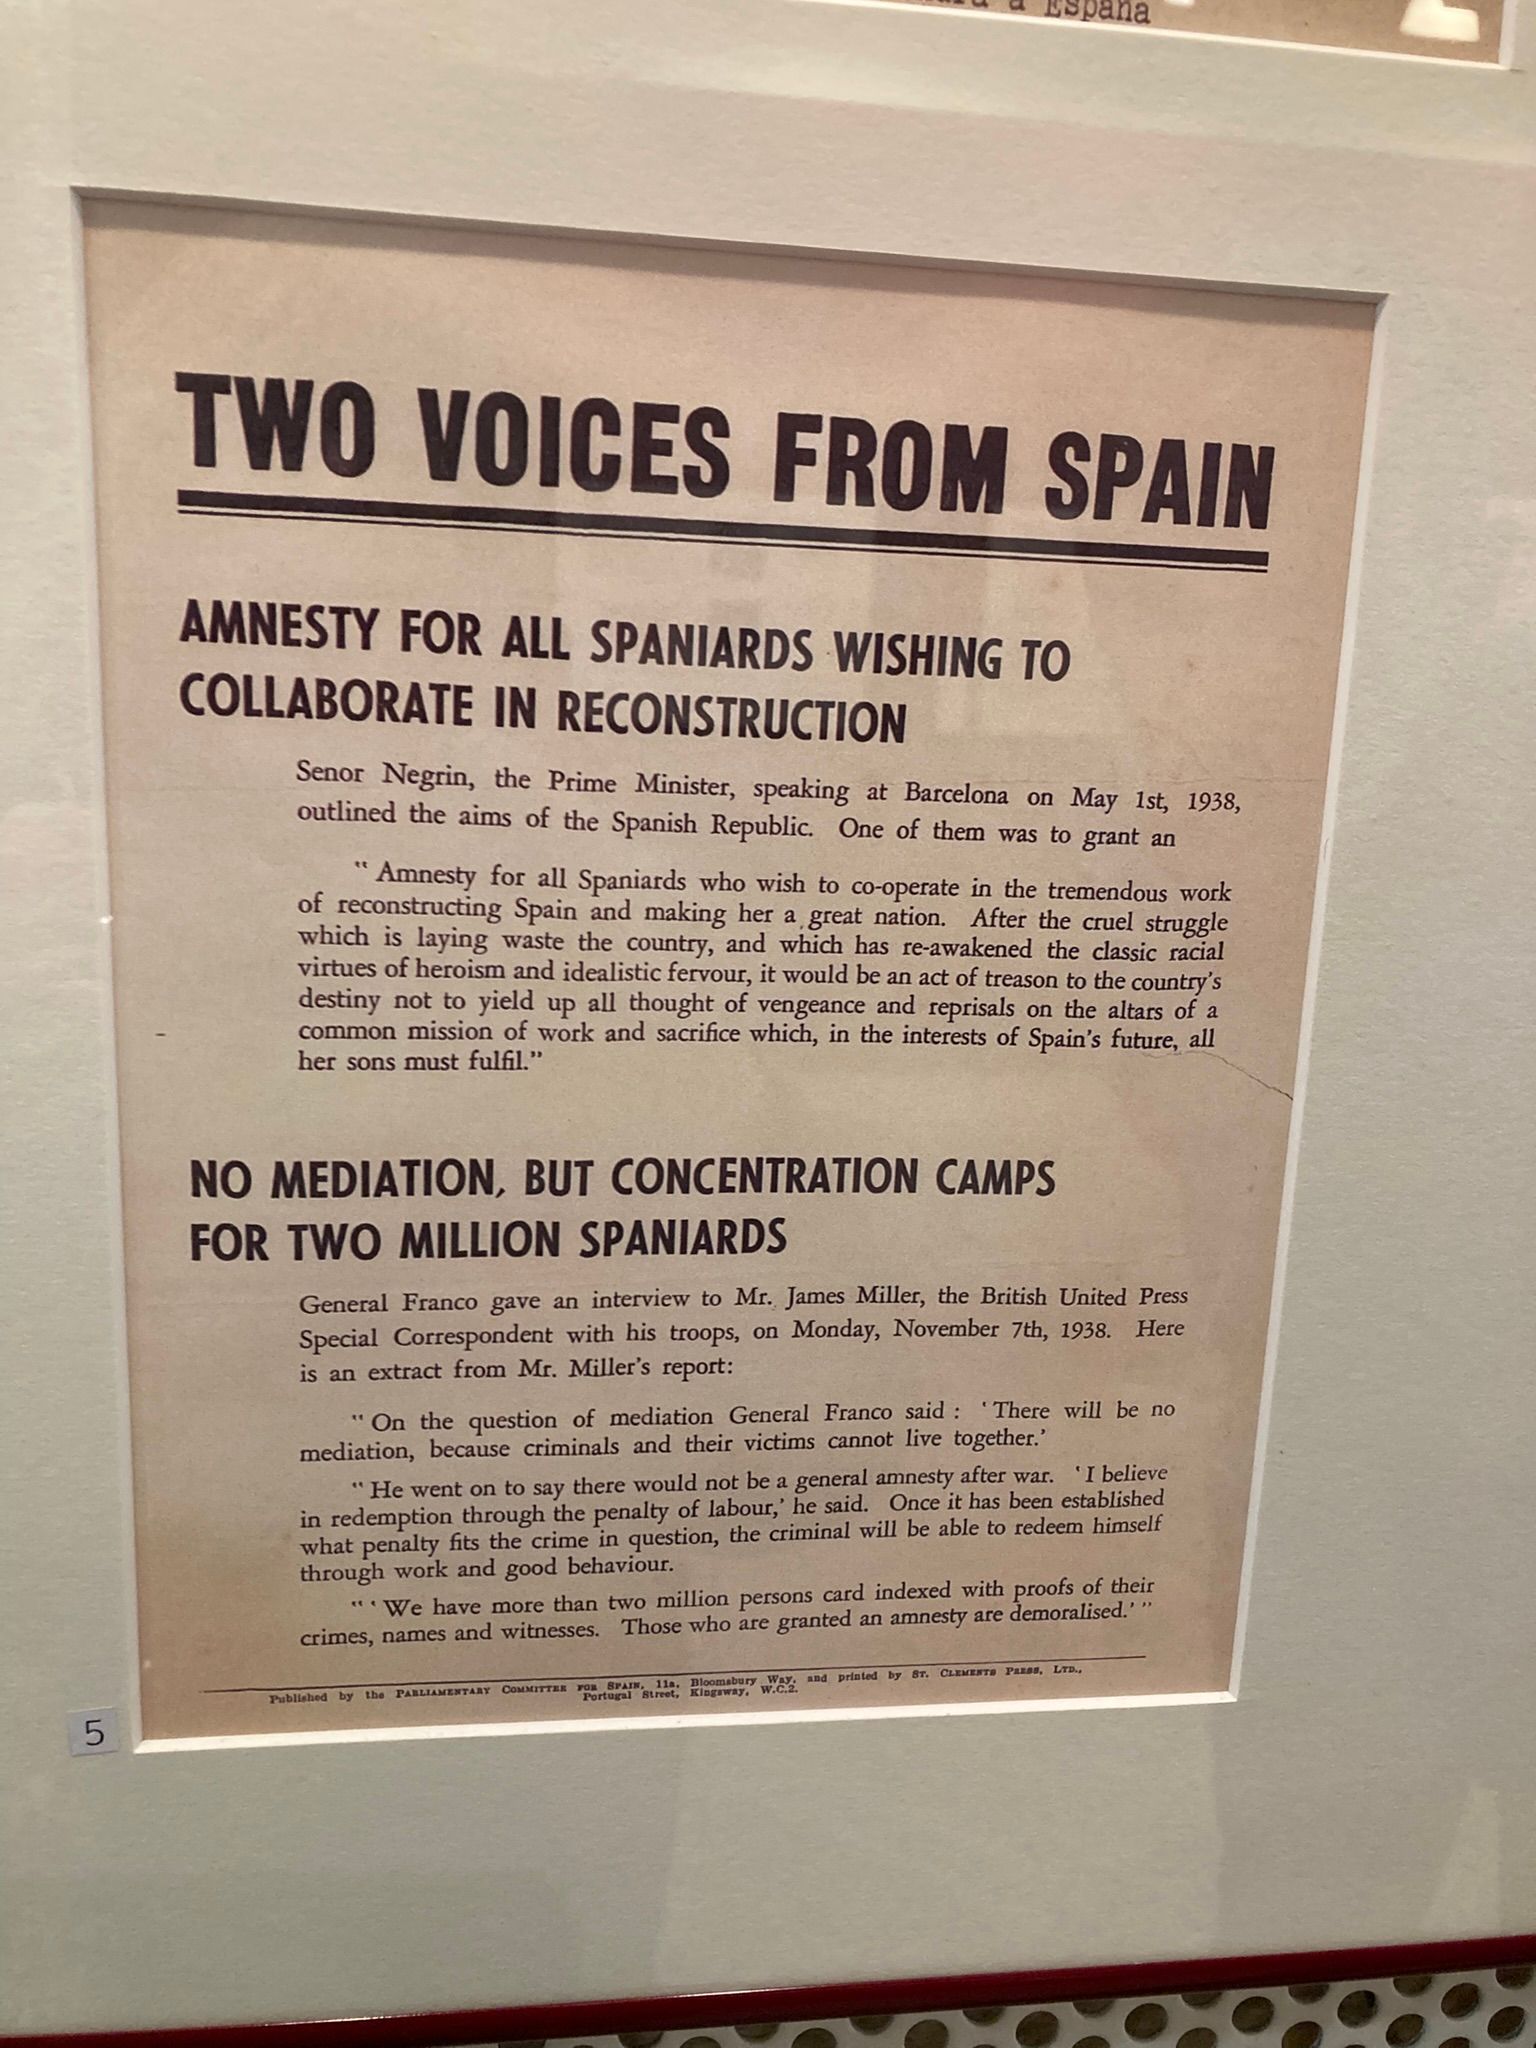 a España
TWO VOICES FROM SPAIN
AMNESTY FOR ALL SPANIARDS WISHING TO
COLLABORATE IN RECONSTRUCTION
Senor Negrin, the Prime Minister, speaking at Barcelona on May 1st, 1938,
outlined the aims of the Spanish Republic. One of them was to grant an
" Amnesty for all Spaniards who wish to co-operate in the tremendous work
of reconstructing Spain and making her a great nation. After the cruel struggle
which is laying waste the country, and which has re-awakened the classic racial
virtues of heroism and idealistic fervour, it would be an act of treason to the country's
destiny not to yield up all thought of vengeance and reprisals on the altars of a
common mission of work and sacrifice which, in the interests of Spain's future, all
her sons must fulfil."
NO MEDIATION, BUT CONCENTRATION CAMPS
FOR TWO MILLION SPANIARDS
General Franco gave an interview to Mr. James Miller, the British United Press
Special Correspondent with his troops, on Monday, November 7th, 1938. Here
is an extract from Mr. Miller's report:
" On the question of mediation General Franco said : ' There will be no
mediation, because criminals and their victims cannot live together.'
" He went on to say there would not be a general amnesty after war. ' I believe
in redemption through the penalty of labour,' he said. Once it has been established
what penalty fits the crime in question, the criminal will be able to redeem himself
through work and good behaviour.
" ' We have more than two million persons card indexed with proofs of their
crimes, names and witnesses. Those who are granted an amnesty are demoralised.' "
Published by the PARLIAMENTARY COMMITTEE FOR SPAIN, 11a, Bloomsbury Way, and printed by ST. CLEMENTS PRESS, LTD.,
Portugal Street, Kingsway, W.C.2.
5